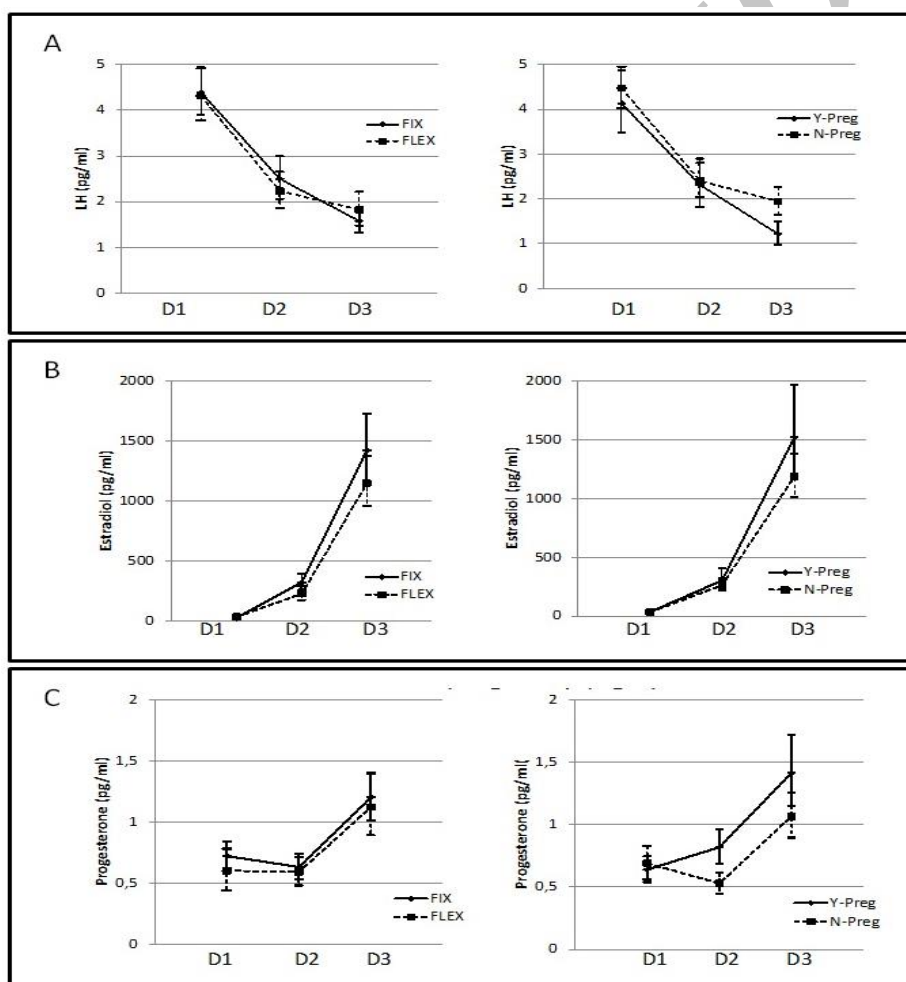 A
5
4
3
2
1
0
LH (pg/ml)
D1 D2 D3
FIX
FLEX
5
4
3
2
1
0
LH (pg/ml)
D1 D2 D3
Y-Preg
N-Preg
B
2000
1500
1000
500
0
Estradiol (pg/ml)
D1 D2 D3
FIX
FLEX
2000
1500
1000
500
0
Estradiol (pg/ml)
D1 D2 D3
Y-Preg
N-Preg
C
2
1,5
1
0,5
0
Progesterone (pg/ml)
D1 D2 D3
FIX
FLEX
2
1,5
1
0,5
0
Progesterone (pg/ml(
D1 D2 D3
Y-Preg
N-Preg